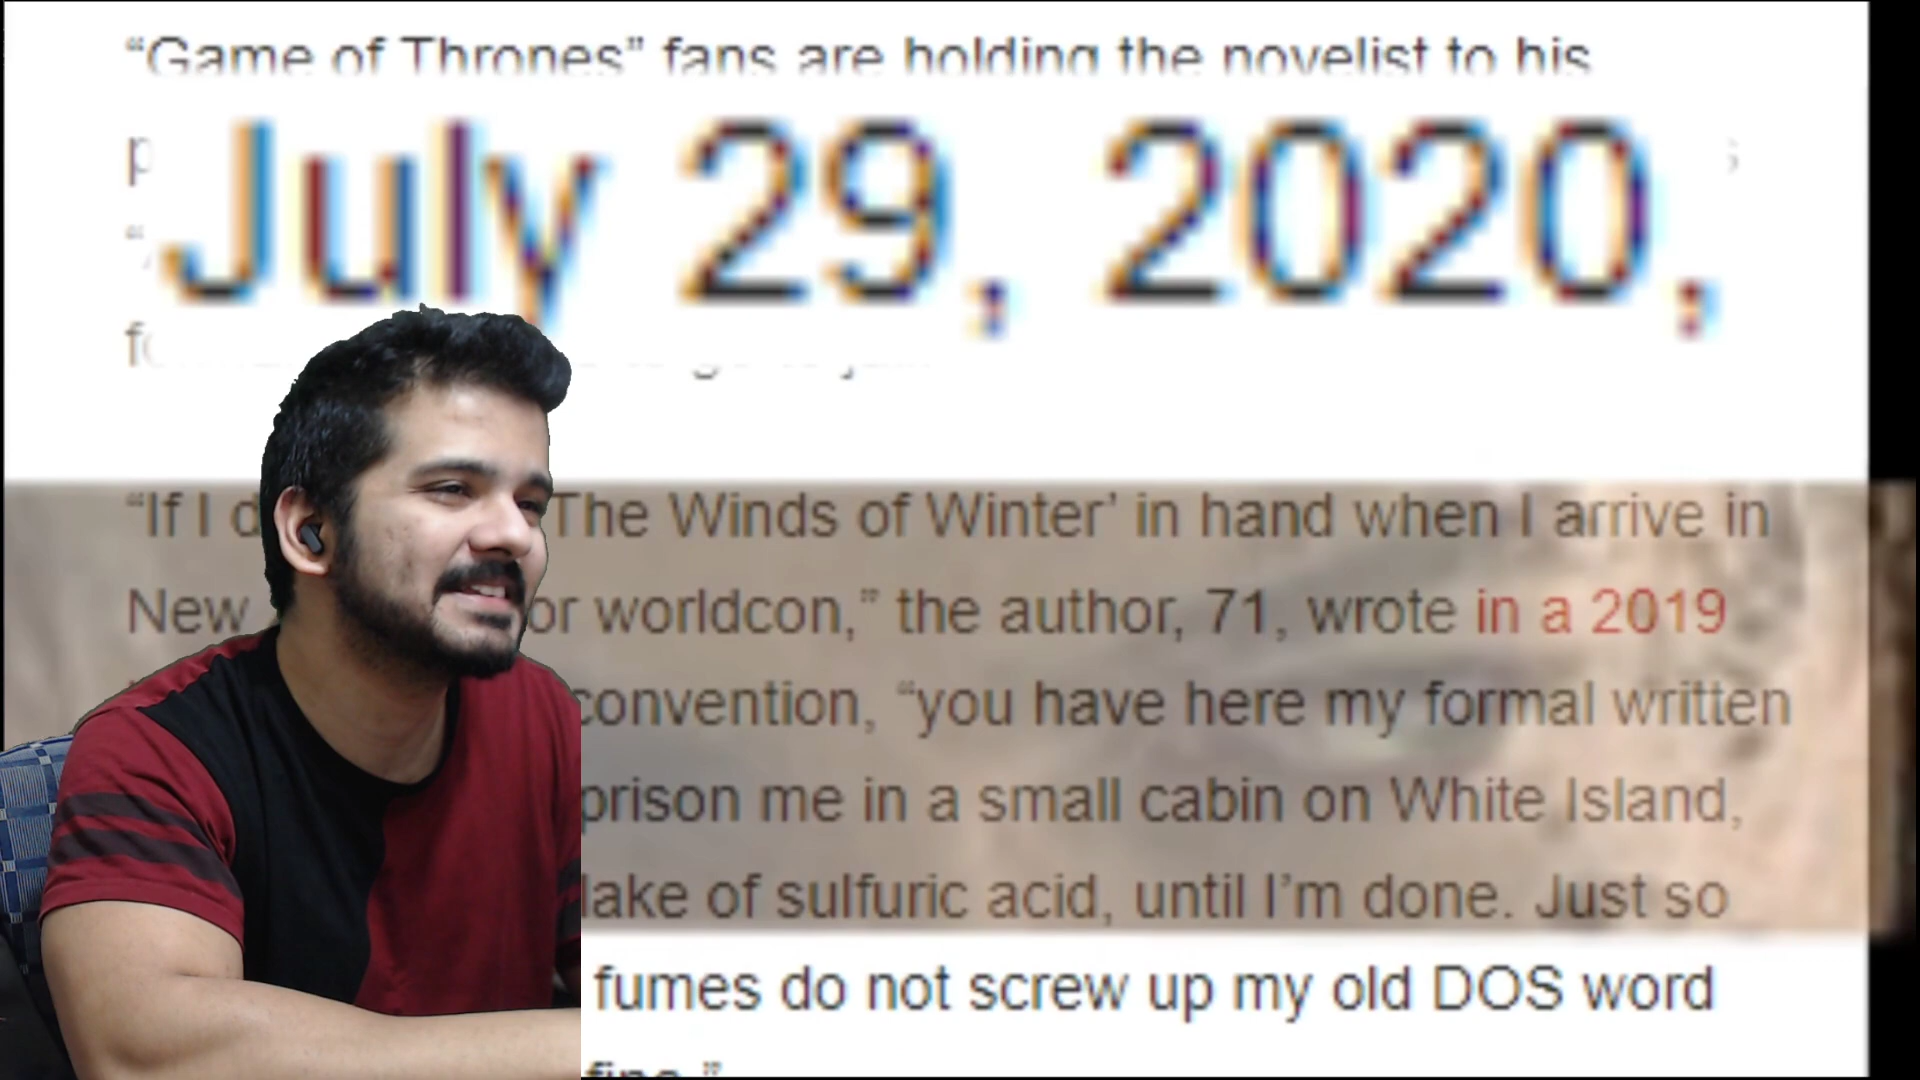 “Game of Thrones” fans are holding the novelist to his
July 29, 2020,
“If I The Winds of Winter’ in hand when I arrive in
New or worldcon,” the author, 71, wrote in a 2019
convention, “you have here my formal written
prison me in a small cabin on White Island,
lake of sulfuric acid, until I’m done. Just so
fumes do not screw up my old DOS word